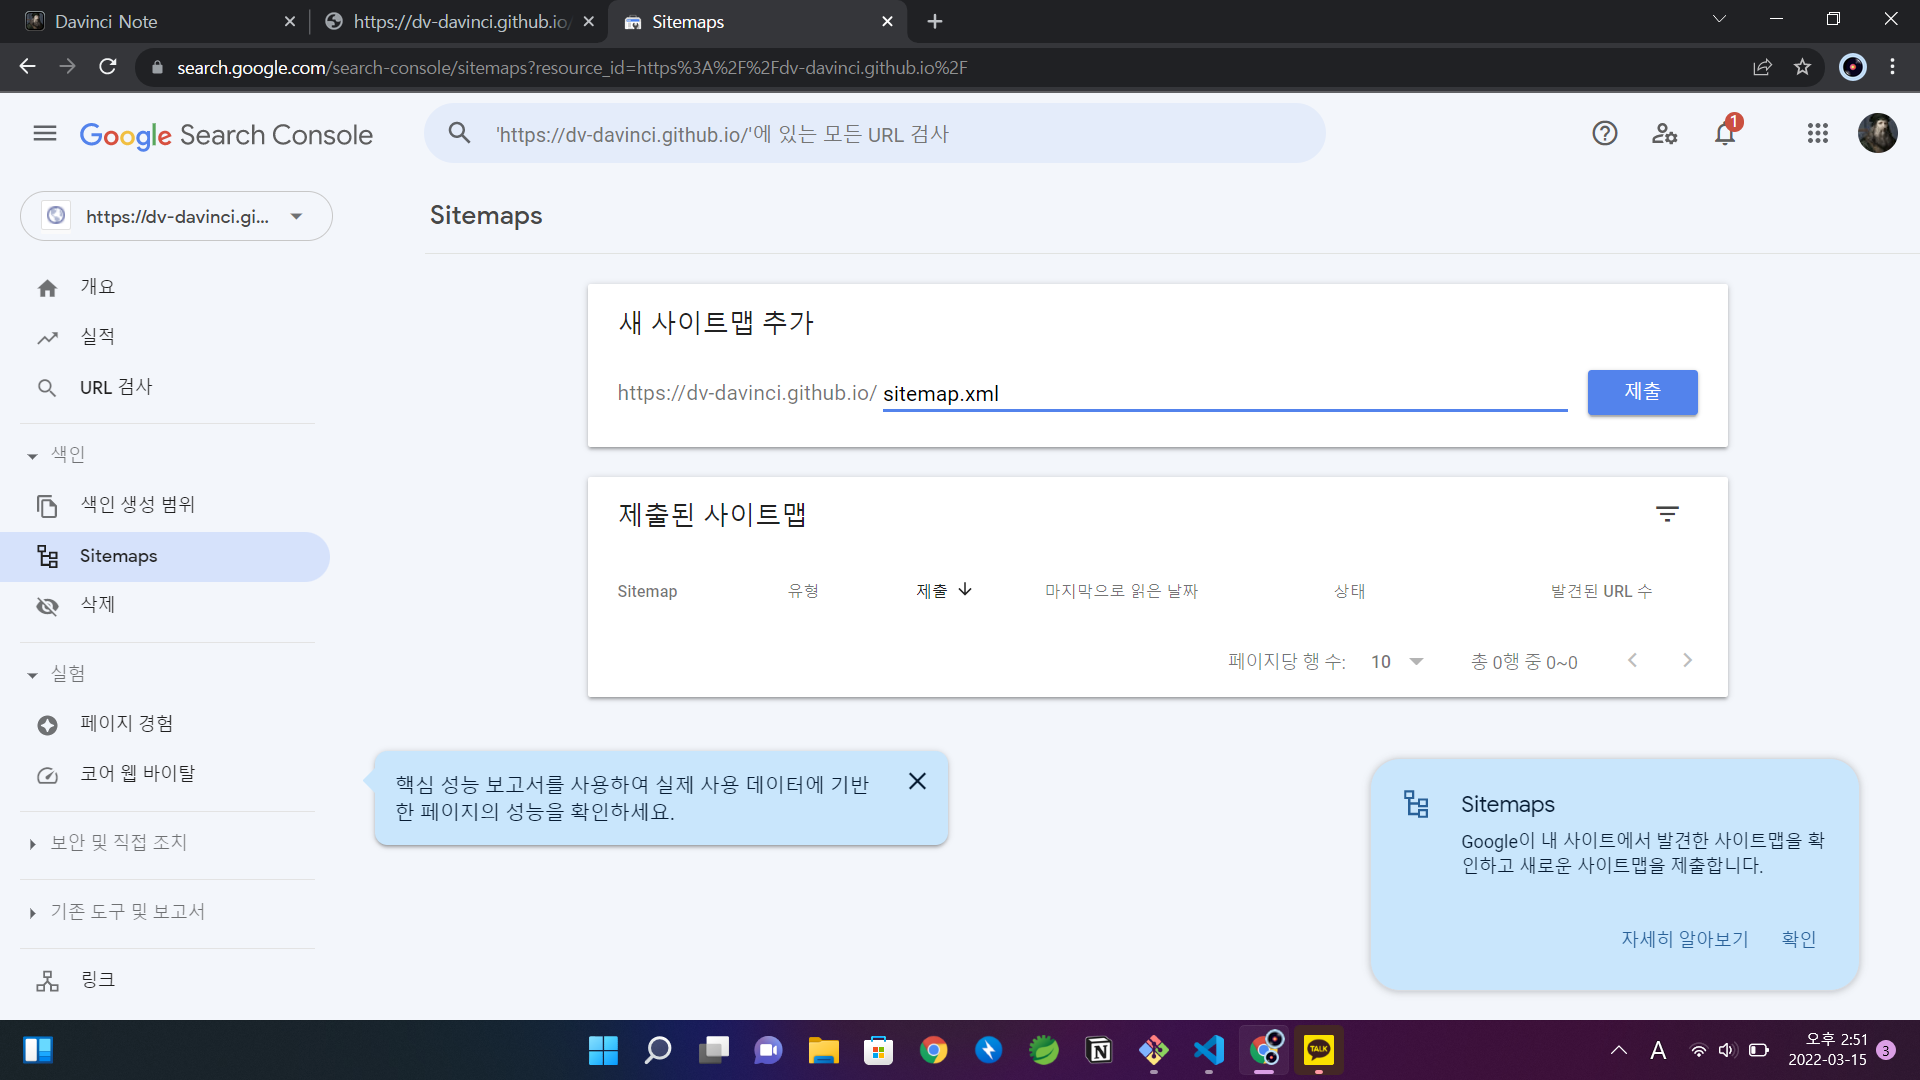 Davinci Note
https://dv-davinci.github.io/
Sitemaps
search.google.com/search-console/sitemaps?resource_id=https%3A%2F%2Fdv-davinci.github.io%2F
Google Search Console
'https://dv-davinci.github.io/'에 있는 모든 URL 검사
1
https://dv-davinci.gi...
Sitemaps
개요
실적
URL 검사
색인
색인 생성 범위
Sitemaps
삭제
실험
페이지 경험
코어 웹 바이탈
보안 및 직접 조치
기존 도구 및 보고서
링크
새 사이트맵 추가
https://dv-davinci.github.io/ sitemap.xml
제출
제출된 사이트맵
Sitemap 유형 제출 마지막으로 읽은 날짜 상태 발견된 URL 수
페이지당 행 수: 10 총 0행 중 0~0
핵심 성능 보고서를 사용하여 실제 사용 데이터에 기반
한 페이지의 성능을 확인하세요.
Sitemaps
Google이 내 사이트에서 발견한 사이트맵을 확
인하고 새로운 사이트맵을 제출합니다.
자세히 알아보기 확인
TALK
A
오후 2:51
2022-03-15
3